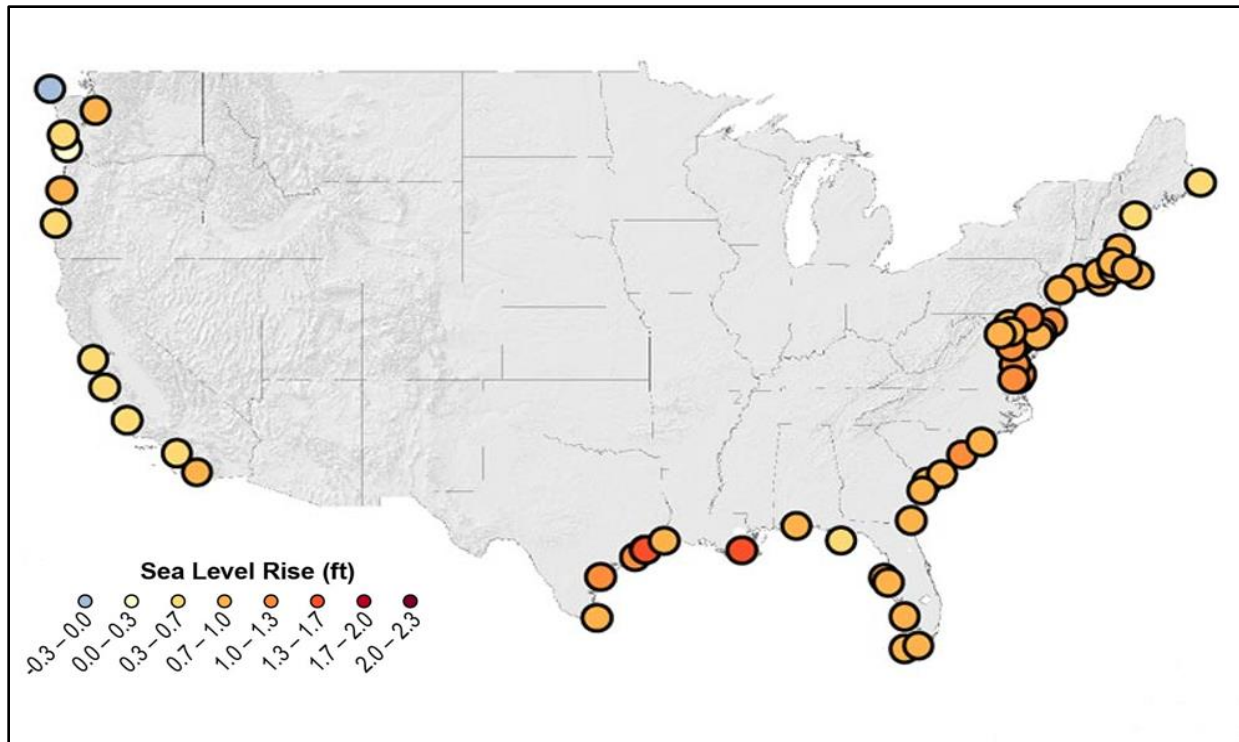 Sea Level Rise (ft)
-0.3 – 0.0
0.0 – 0.3
0.3 – 0.7
0.7 – 1.0
1.0 – 1.3
1.3 – 1.7
1.7 – 2.0
2.0 – 2.3